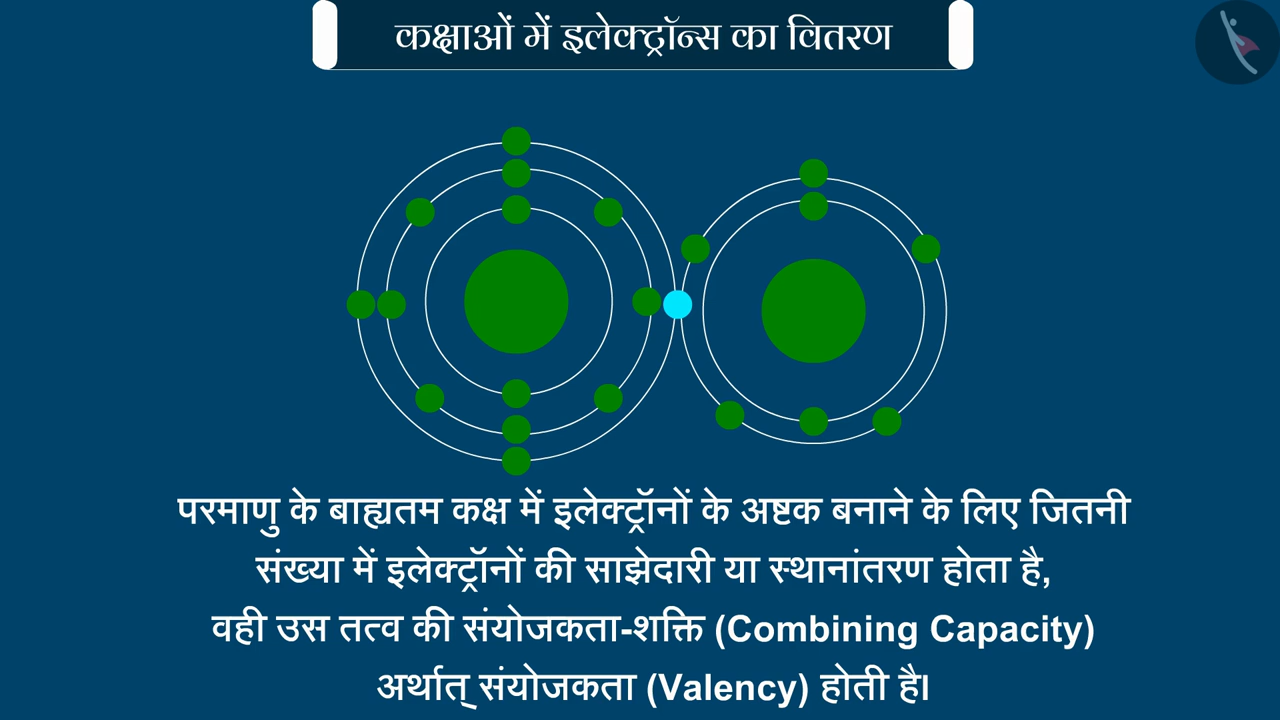 कक्षाओं में इलेक्ट्रॉन्स का वितरण
परमाणु के बाह्यतम कक्ष में इलेक्ट्रॉनों के अष्टक बनाने के लिए जितनी
संख्या में इलेक्ट्रॉनों की साझेदारी या स्थानांतरण होता है,
वही उस तत्व की संयोजकता-शक्ति (Combining Capacity)
अर्थात् संयोजकता (Valency) होती है।